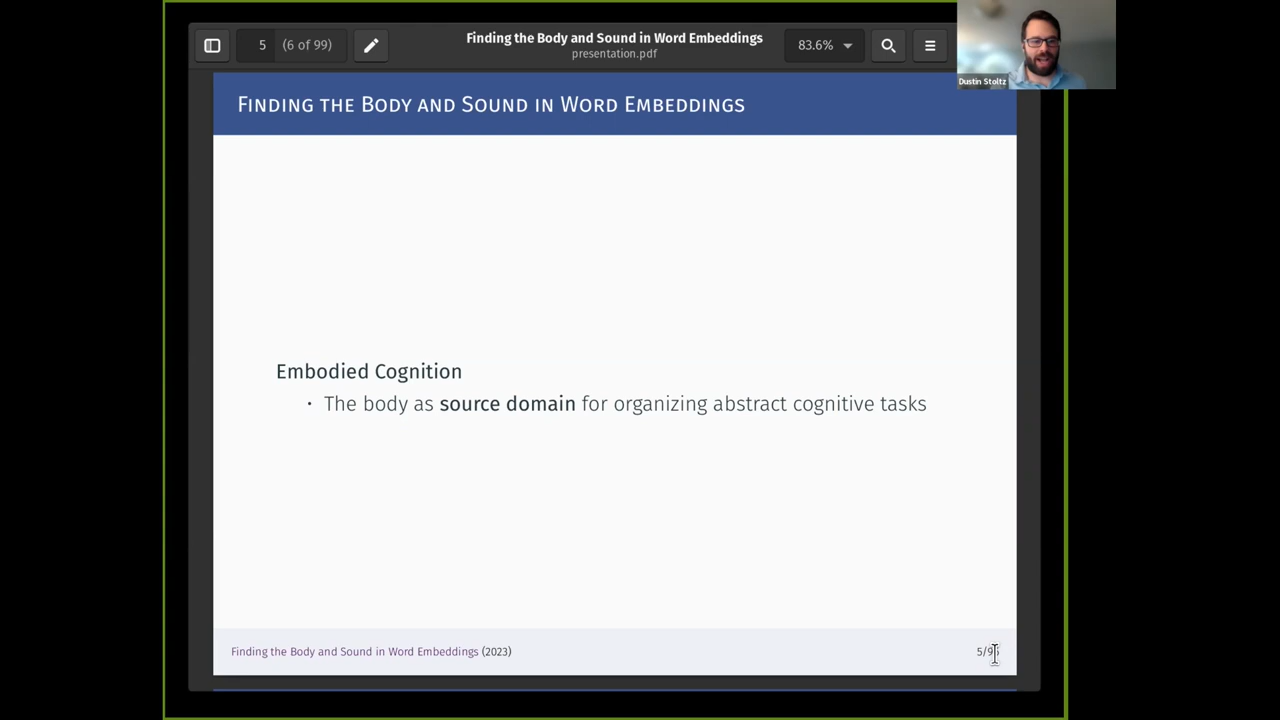 5 (6 of 99)
Finding the Body and Sound in Word Embeddings
presentation.pdf
83.6%
Dustin Stoltz
Finding the Body and Sound in Word Embeddings
Embodied Cognition
· The body as source domain for organizing abstract cognitive tasks
Finding the Body and Sound in Word Embeddings (2023)